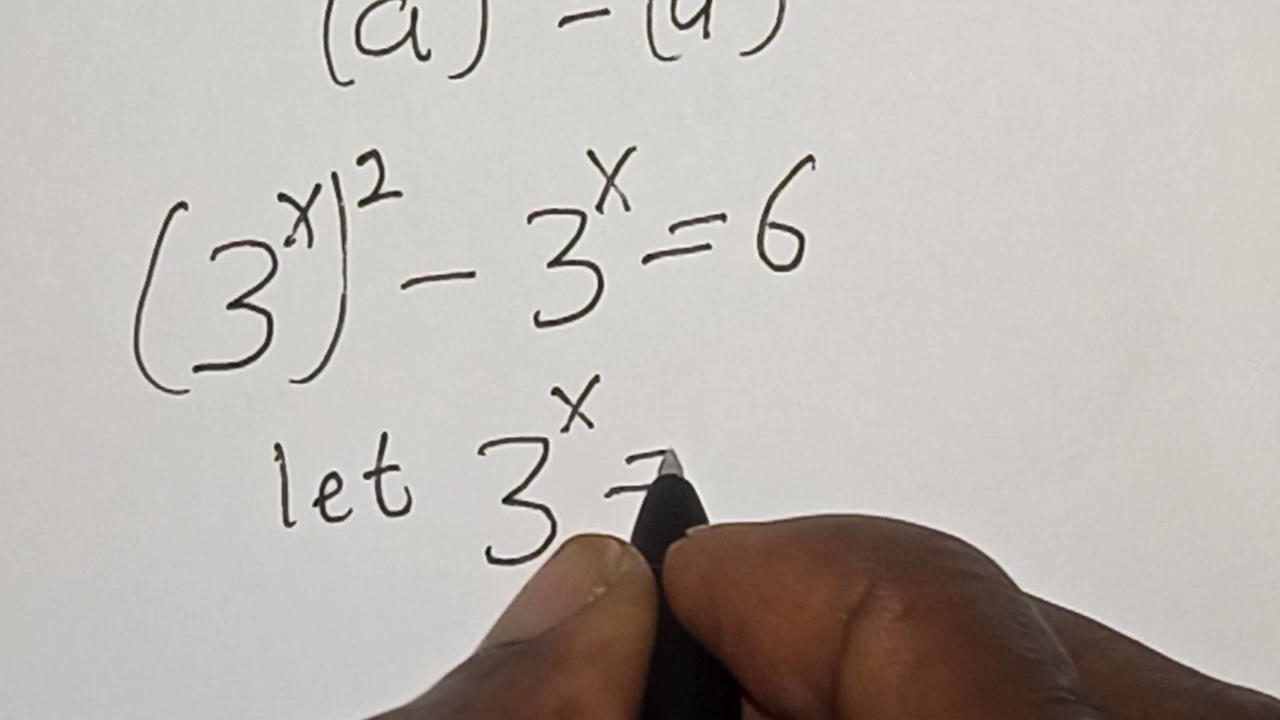 (a) - (a)
(3^x)^2 - 3^x = 6
let 3^x =